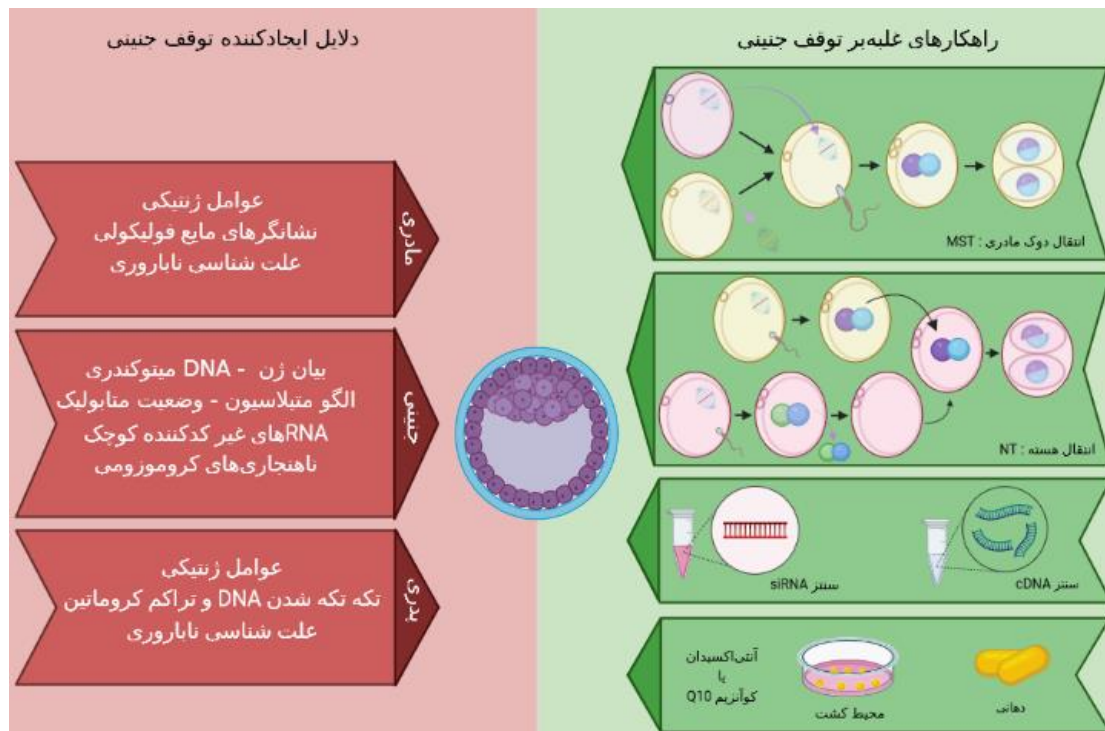 راهکارهای غلبه‌بر توقف جنینی
انتقال دوک مادری : MST
انتقال هسته : NT
سنتز cDNA
سنتز siRNA
دهانی
محیط کشت
آنتی‌اکسیدان
یا
کوآنزیم Q10
دلایل ایجادکننده توقف جنینی
مادری
عوامل ژنتیکی
نشانگرهای مایع فولیکولی
علت شناسی ناباروری
جنینی
بیان ژن - DNA میتوکندری
الگو متیلاسیون - وضعیت متابولیک
RNAهای غیر کدکننده کوچک
ناهنجاری‌های کروموزومی
پدری
عوامل ژنتیکی
تکه تکه شدن DNA و تراکم کروماتین
علت شناسی ناباروری